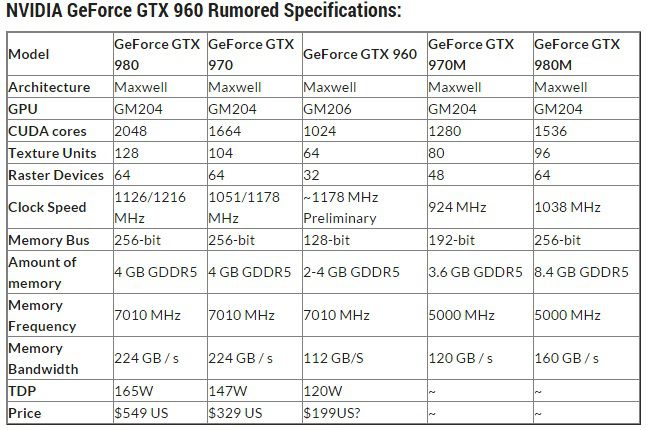 NVIDIA GeForce GTX 960 Rumored Specifications:
Model GeForce GTX 980 GeForce GTX 970 GeForce GTX 960 GeForce GTX 970M GeForce GTX 980M
Architecture Maxwell Maxwell Maxwell Maxwell Maxwell
GPU GM204 GM204 GM206 GM204 GM204
CUDA cores 2048 1664 1024 1280 1536
Texture Units 128 104 64 80 96
Raster Devices 64 64 32 48 64
Clock Speed 1126/1216 MHz 1051/1178 MHz ~1178 MHz Preliminary 924 MHz 1038 MHz
Memory Bus 256-bit 256-bit 128-bit 192-bit 256-bit
Amount of memory 4 GB GDDR5 4 GB GDDR5 2-4 GB GDDR5 3.6 GB GDDR5 8.4 GB GDDR5
Memory Frequency 7010 MHz 7010 MHz 7010 MHz 5000 MHz 5000 MHz
Memory Bandwidth 224 GB / s 224 GB / s 112 GB/S 120 GB / s 160 GB / s
TDP 165W 147W 120W ~ ~
Price $549 US $329 US $199US? ~ ~